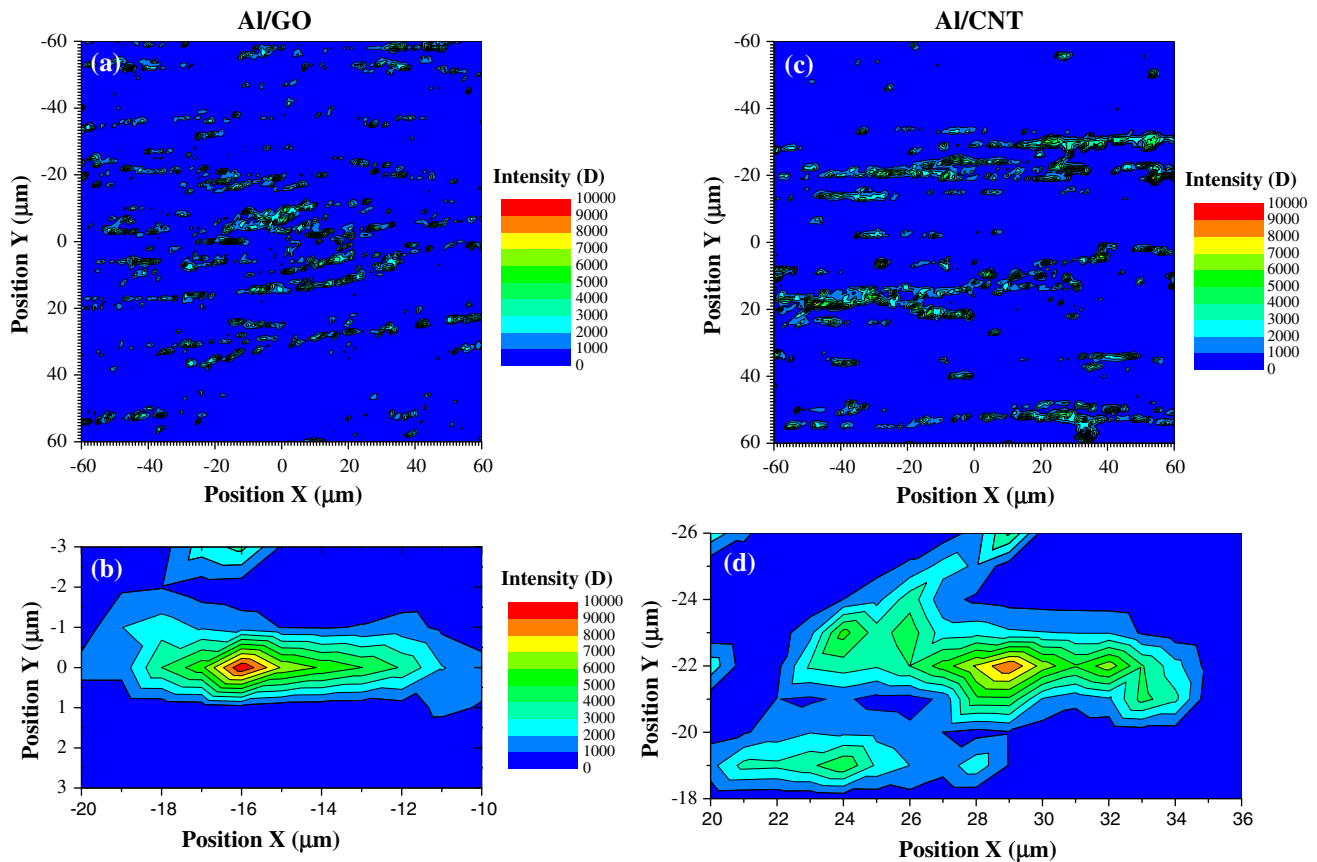 Al/GO
Al/CNT
(a)
-60
-40
-20
0
20
40
60
Position Y (μm)
-60 -40 -20 0 20 40 60
Position X (μm)
Intensity (D)
10000
9000
8000
7000
6000
5000
4000
3000
2000
1000
0
(c)
-60
-40
-20
0
20
40
60
Position Y (μm)
-60 -40 -20 0 20 40 60
Position X (μm)
Intensity (D)
10000
9000
8000
7000
6000
5000
4000
3000
2000
1000
0
(b)
-3
-2
-1
0
1
2
3
Position Y (μm)
-20 -18 -16 -14 -12 -10
Position X (μm)
Intensity (D)
10000
9000
8000
7000
6000
5000
4000
3000
2000
1000
0
(d)
-26
-24
-22
-20
-18
Position Y (μm)
20 22 24 26 28 30 32 34 36
Position X (μm)